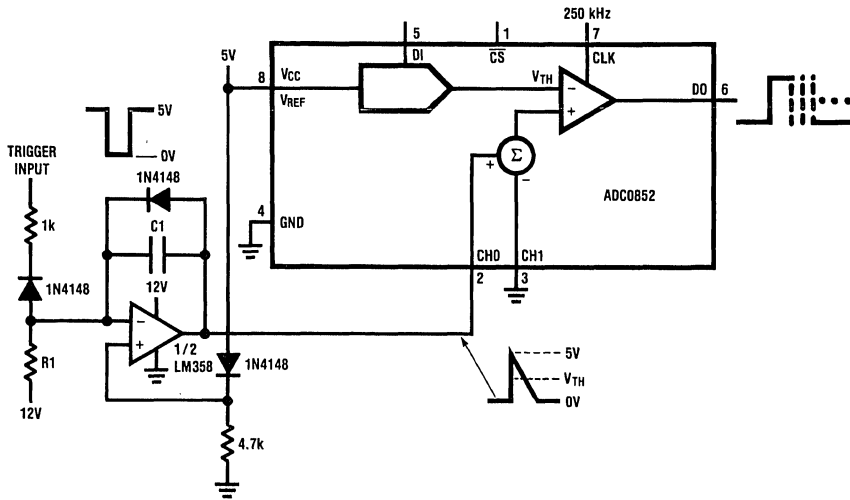 250 kHz
5
1
7
DI
C̅S̅
CLK
5V
8
VCC
VREF
VTH
−
+
DO
6
5V
0V
TRIGGER
INPUT
1N4148
1k
C1
Σ
+
−
ADC0852
4
GND
1N4148
12V
CH0
CH1
2
3
−
+
R1
1/2
LM358
1N4148
12V
5V
VTH
0V
4.7k